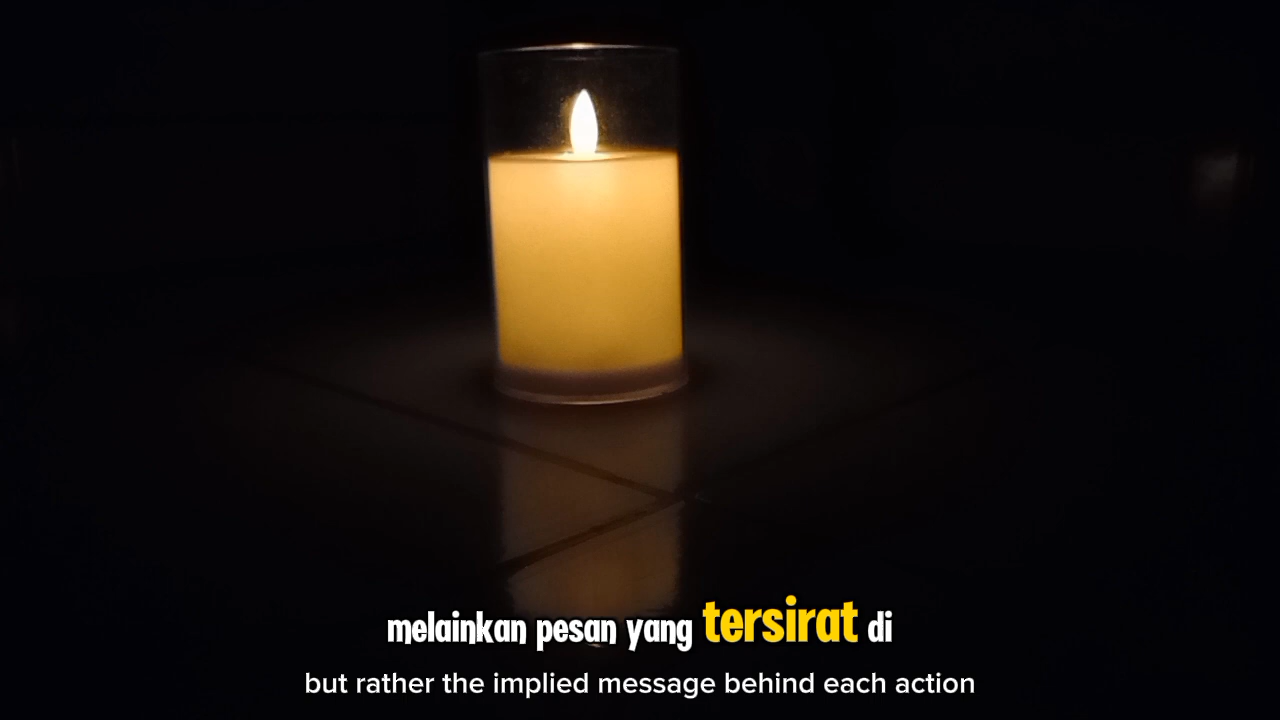 melainkan pesan yang tersirat di
but rather the implied message behind each action